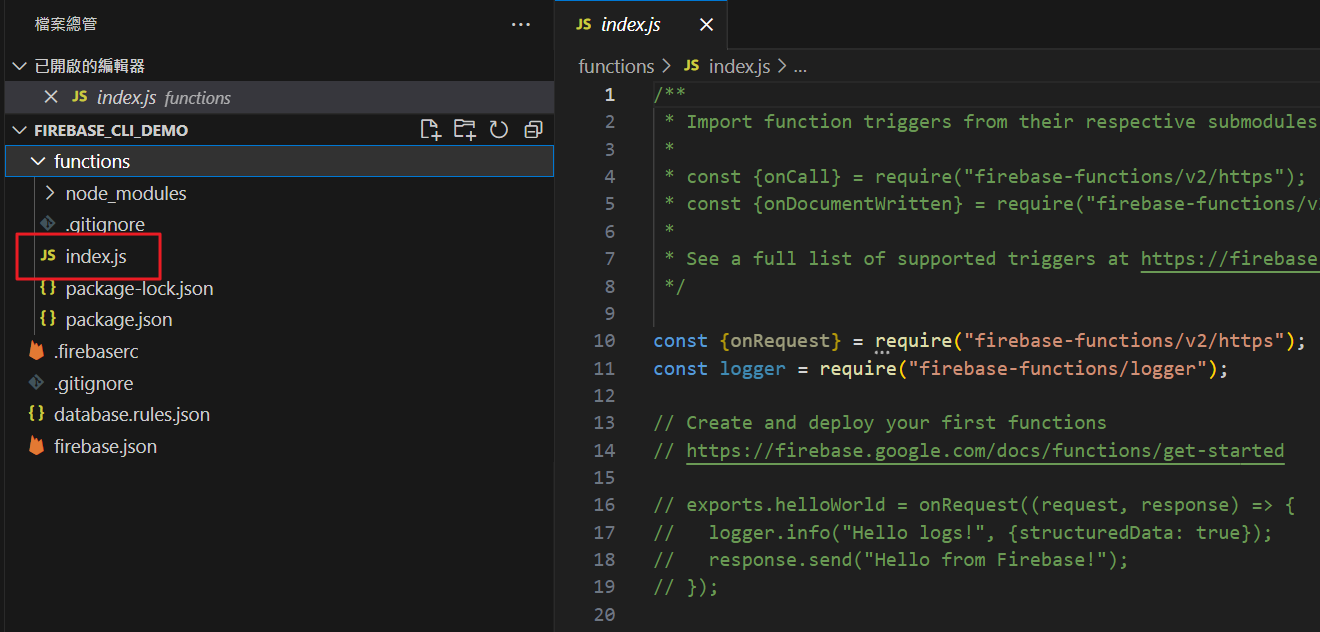 檔案總管
...
已開啟的編輯器
JS index.js functions
FIREBASE_CLI_DEMO
functions
node_modules
.gitignore
JS index.js
{} package-lock.json
{} package.json
.firebaserc
.gitignore
{} database.rules.json
firebase.json
JS index.js
functions > JS index.js > ...
1 /**
2  * Import function triggers from their respective submodules
3  *
4  * const {onCall} = require("firebase-functions/v2/https");
5  * const {onDocumentWritten} = require("firebase-functions/v
6  *
7  * See a full list of supported triggers at https://firebase
8  */
9
10 const {onRequest} = require("firebase-functions/v2/https");
11 const logger = require("firebase-functions/logger");
12
13 // Create and deploy your first functions
14 // https://firebase.google.com/docs/functions/get-started
15
16 // exports.helloWorld = onRequest((request, response) => {
17 //   logger.info("Hello logs!", {structuredData: true});
18 //   response.send("Hello from Firebase!");
19 // });
20